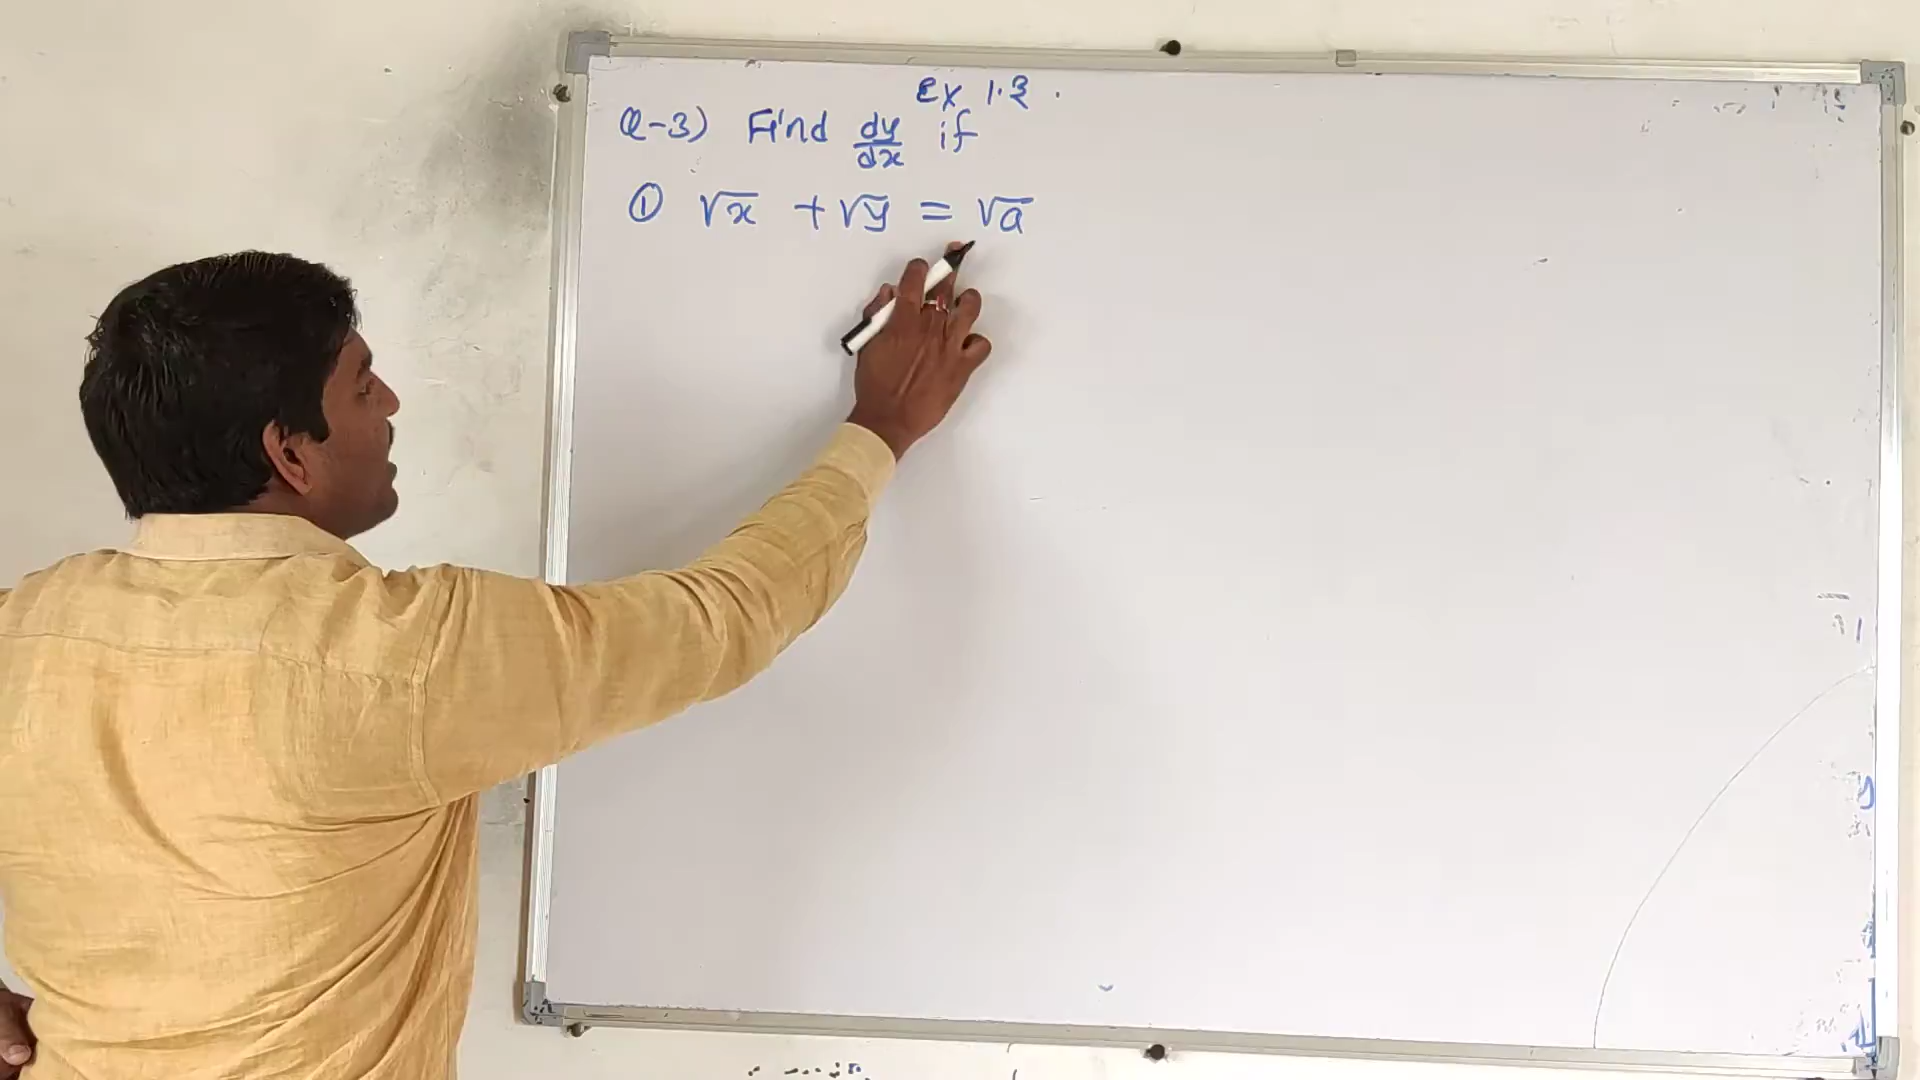 Ex 1.3
Q-3) Find dy/dx if
① √x + √y = √a